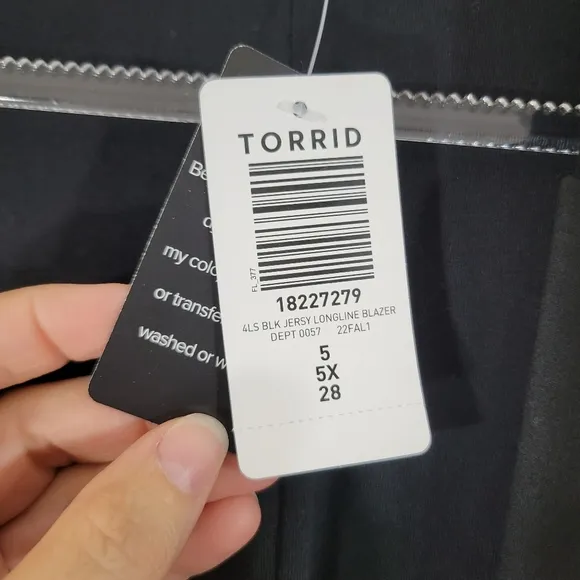 TORRID
FL 377
18227279
4LS BLK JERSY LONGLINE BLAZER
DEPT 0057 22FAL1
5
5X
28
my
or transfe
washed or w